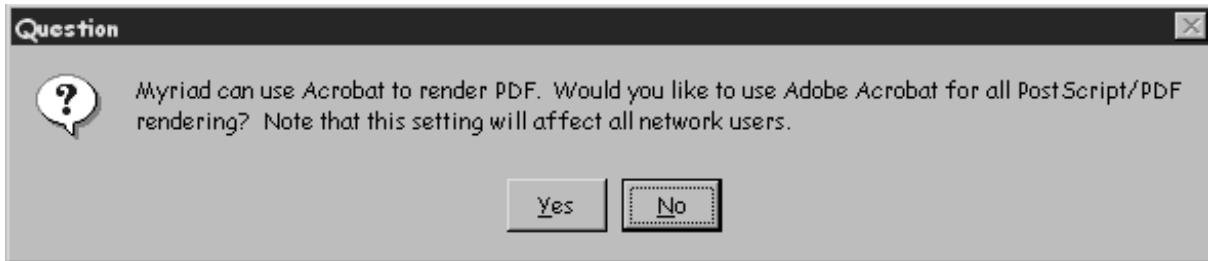 Question
Myriad can use Acrobat to render PDF.  Would you like to use Adobe Acrobat for all PostScript/PDF
rendering?  Note that this setting will affect all network users.
Yes No